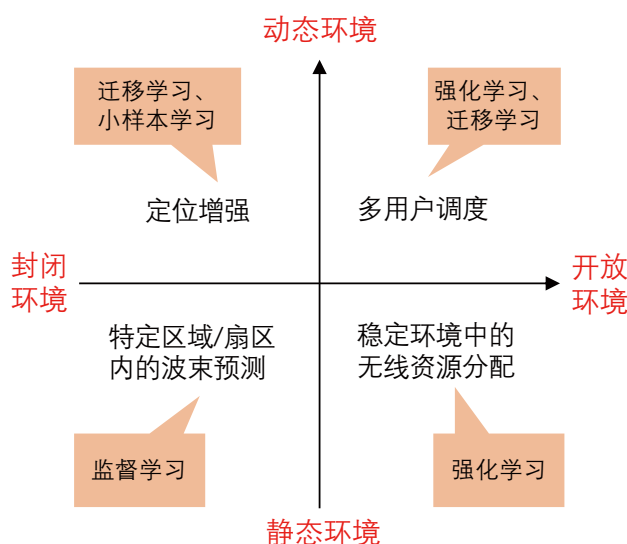 动态环境
迁移学习、
小样本学习
强化学习、
迁移学习
定位增强
多用户调度
封闭
环境
开放
环境
特定区域/扇区
内的波束预测
稳定环境中的
无线资源分配
监督学习
强化学习
静态环境